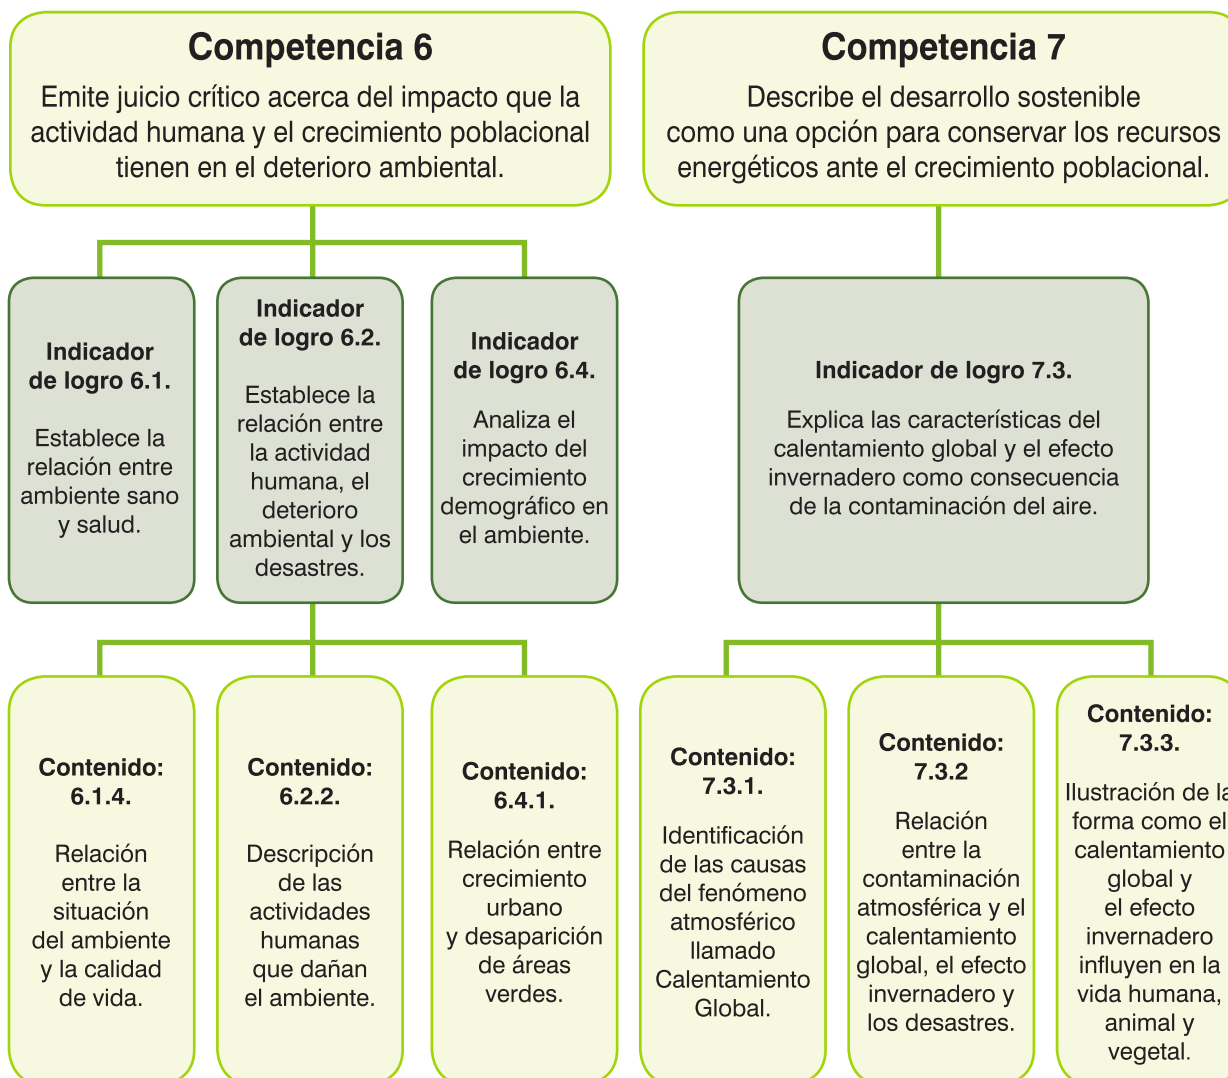 Competencia 6
Emite juicio crítico acerca del impacto que la
actividad humana y el crecimiento poblacional
tienen en el deterioro ambiental.
Competencia 7
Describe el desarrollo sostenible
como una opción para conservar los recursos
energéticos ante el crecimiento poblacional.
Indicador
de logro 6.1.
Establece la
relación entre
ambiente sano
y salud.
Indicador
de logro 6.2.
Establece la
relación entre
la actividad
humana, el
deterioro
ambiental y los
desastres.
Indicador
de logro 6.4.
Analiza el
impacto del
crecimiento
demográfico en
el ambiente.
Indicador de logro 7.3.
Explica las características del
calentamiento global y el efecto
invernadero como consecuencia
de la contaminación del aire.
Contenido:
6.1.4.
Relación
entre la
situación
del ambiente
y la calidad
de vida.
Contenido:
6.2.2.
Descripción
de las
actividades
humanas
que dañan
el ambiente.
Contenido:
6.4.1.
Relación entre
crecimiento
urbano
y desaparición
de áreas
verdes.
Contenido:
7.3.1.
Identificación
de las causas
del fenómeno
atmosférico
llamado
Calentamiento
Global.
Contenido:
7.3.2
Relación
entre la
contaminación
atmosférica y el
calentamiento
global, el efecto
invernadero y
los desastres.
Contenido:
7.3.3.
Ilustración de la
forma como el
calentamiento
global y
el efecto
invernadero
influyen en la
vida humana,
animal y
vegetal.